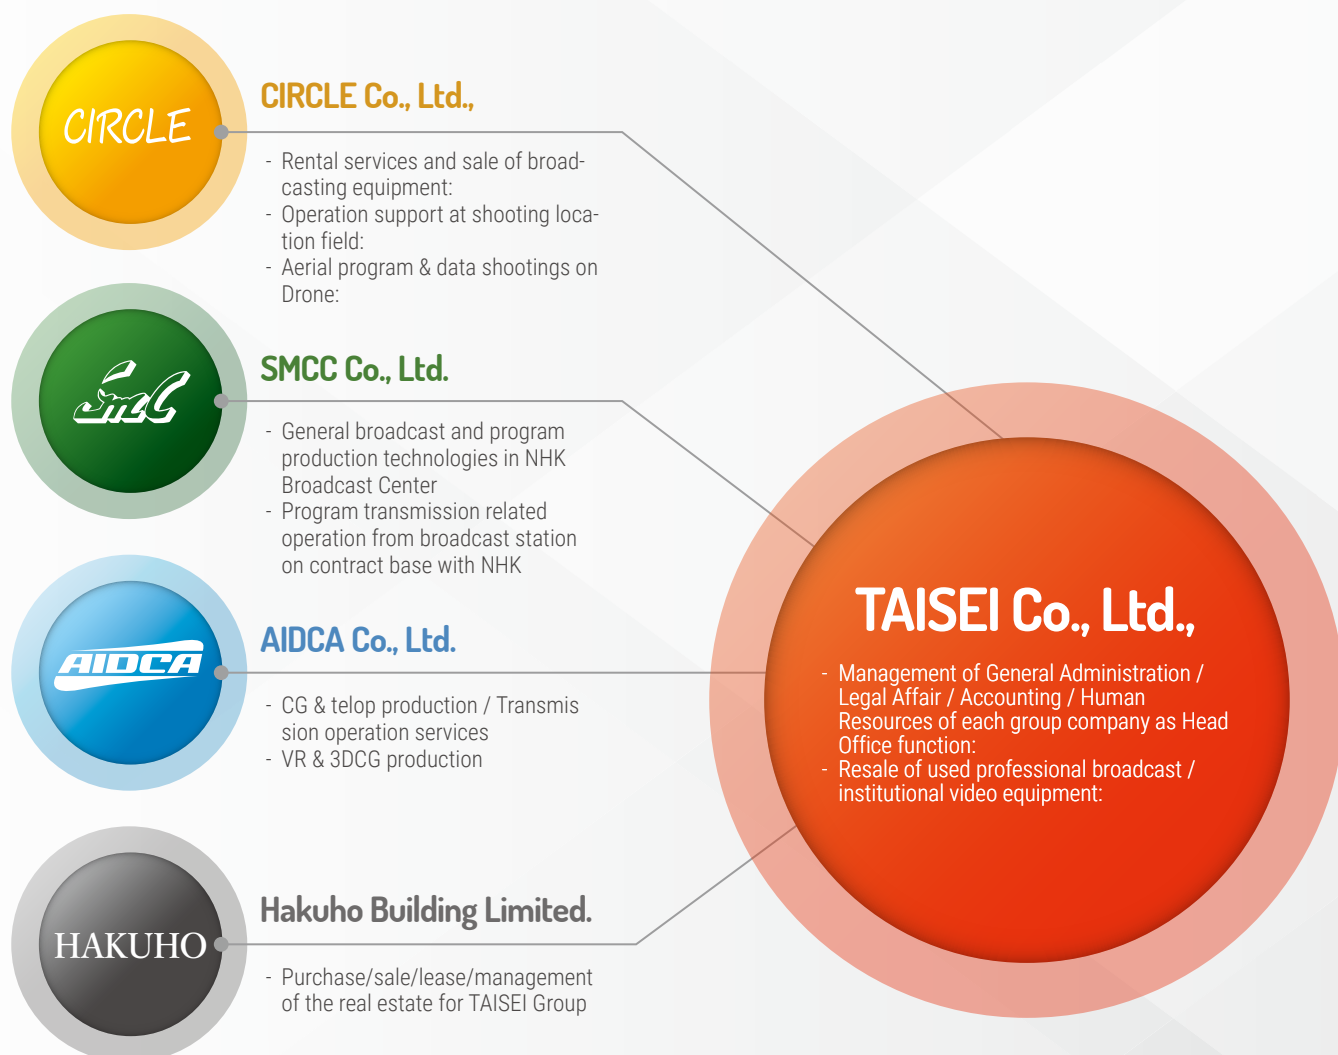 CIRCLE
CIRCLE Co., Ltd.,
- Rental services and sale of broad-
casting equipment:
- Operation support at shooting loca-
tion field:
- Aerial program & data shootings on
Drone:
SMCC
SMCC Co., Ltd.
- General broadcast and program
production technologies in NHK
Broadcast Center
- Program transmission related
operation from broadcast station
on contract base with NHK
AIDCA
AIDCA Co., Ltd.
- CG & telop production / Transmis
sion operation services
- VR & 3DCG production
HAKUHO
Hakuho Building Limited.
- Purchase/sale/lease/management
of the real estate for TAISEI Group
TAISEI Co., Ltd.,
- Management of General Administration /
Legal Affair / Accounting / Human
Resources of each group company as Head
Office function:
- Resale of used professional broadcast /
institutional video equipment: